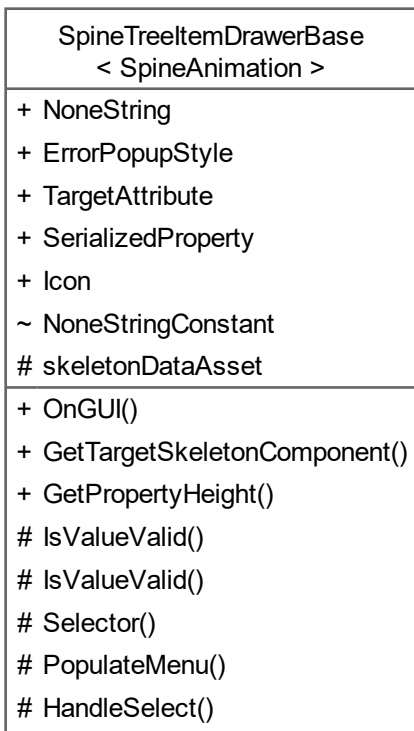 SpineTreeItemDrawerBase
< SpineAnimation >
+ NoneString
+ ErrorPopupStyle
+ TargetAttribute
+ SerializedProperty
+ Icon
~ NoneStringConstant
# skeletonDataAsset
+ OnGUI()
+ GetTargetSkeletonComponent()
+ GetPropertyHeight()
# IsValueValid()
# IsValueValid()
# Selector()
# PopulateMenu()
# HandleSelect()